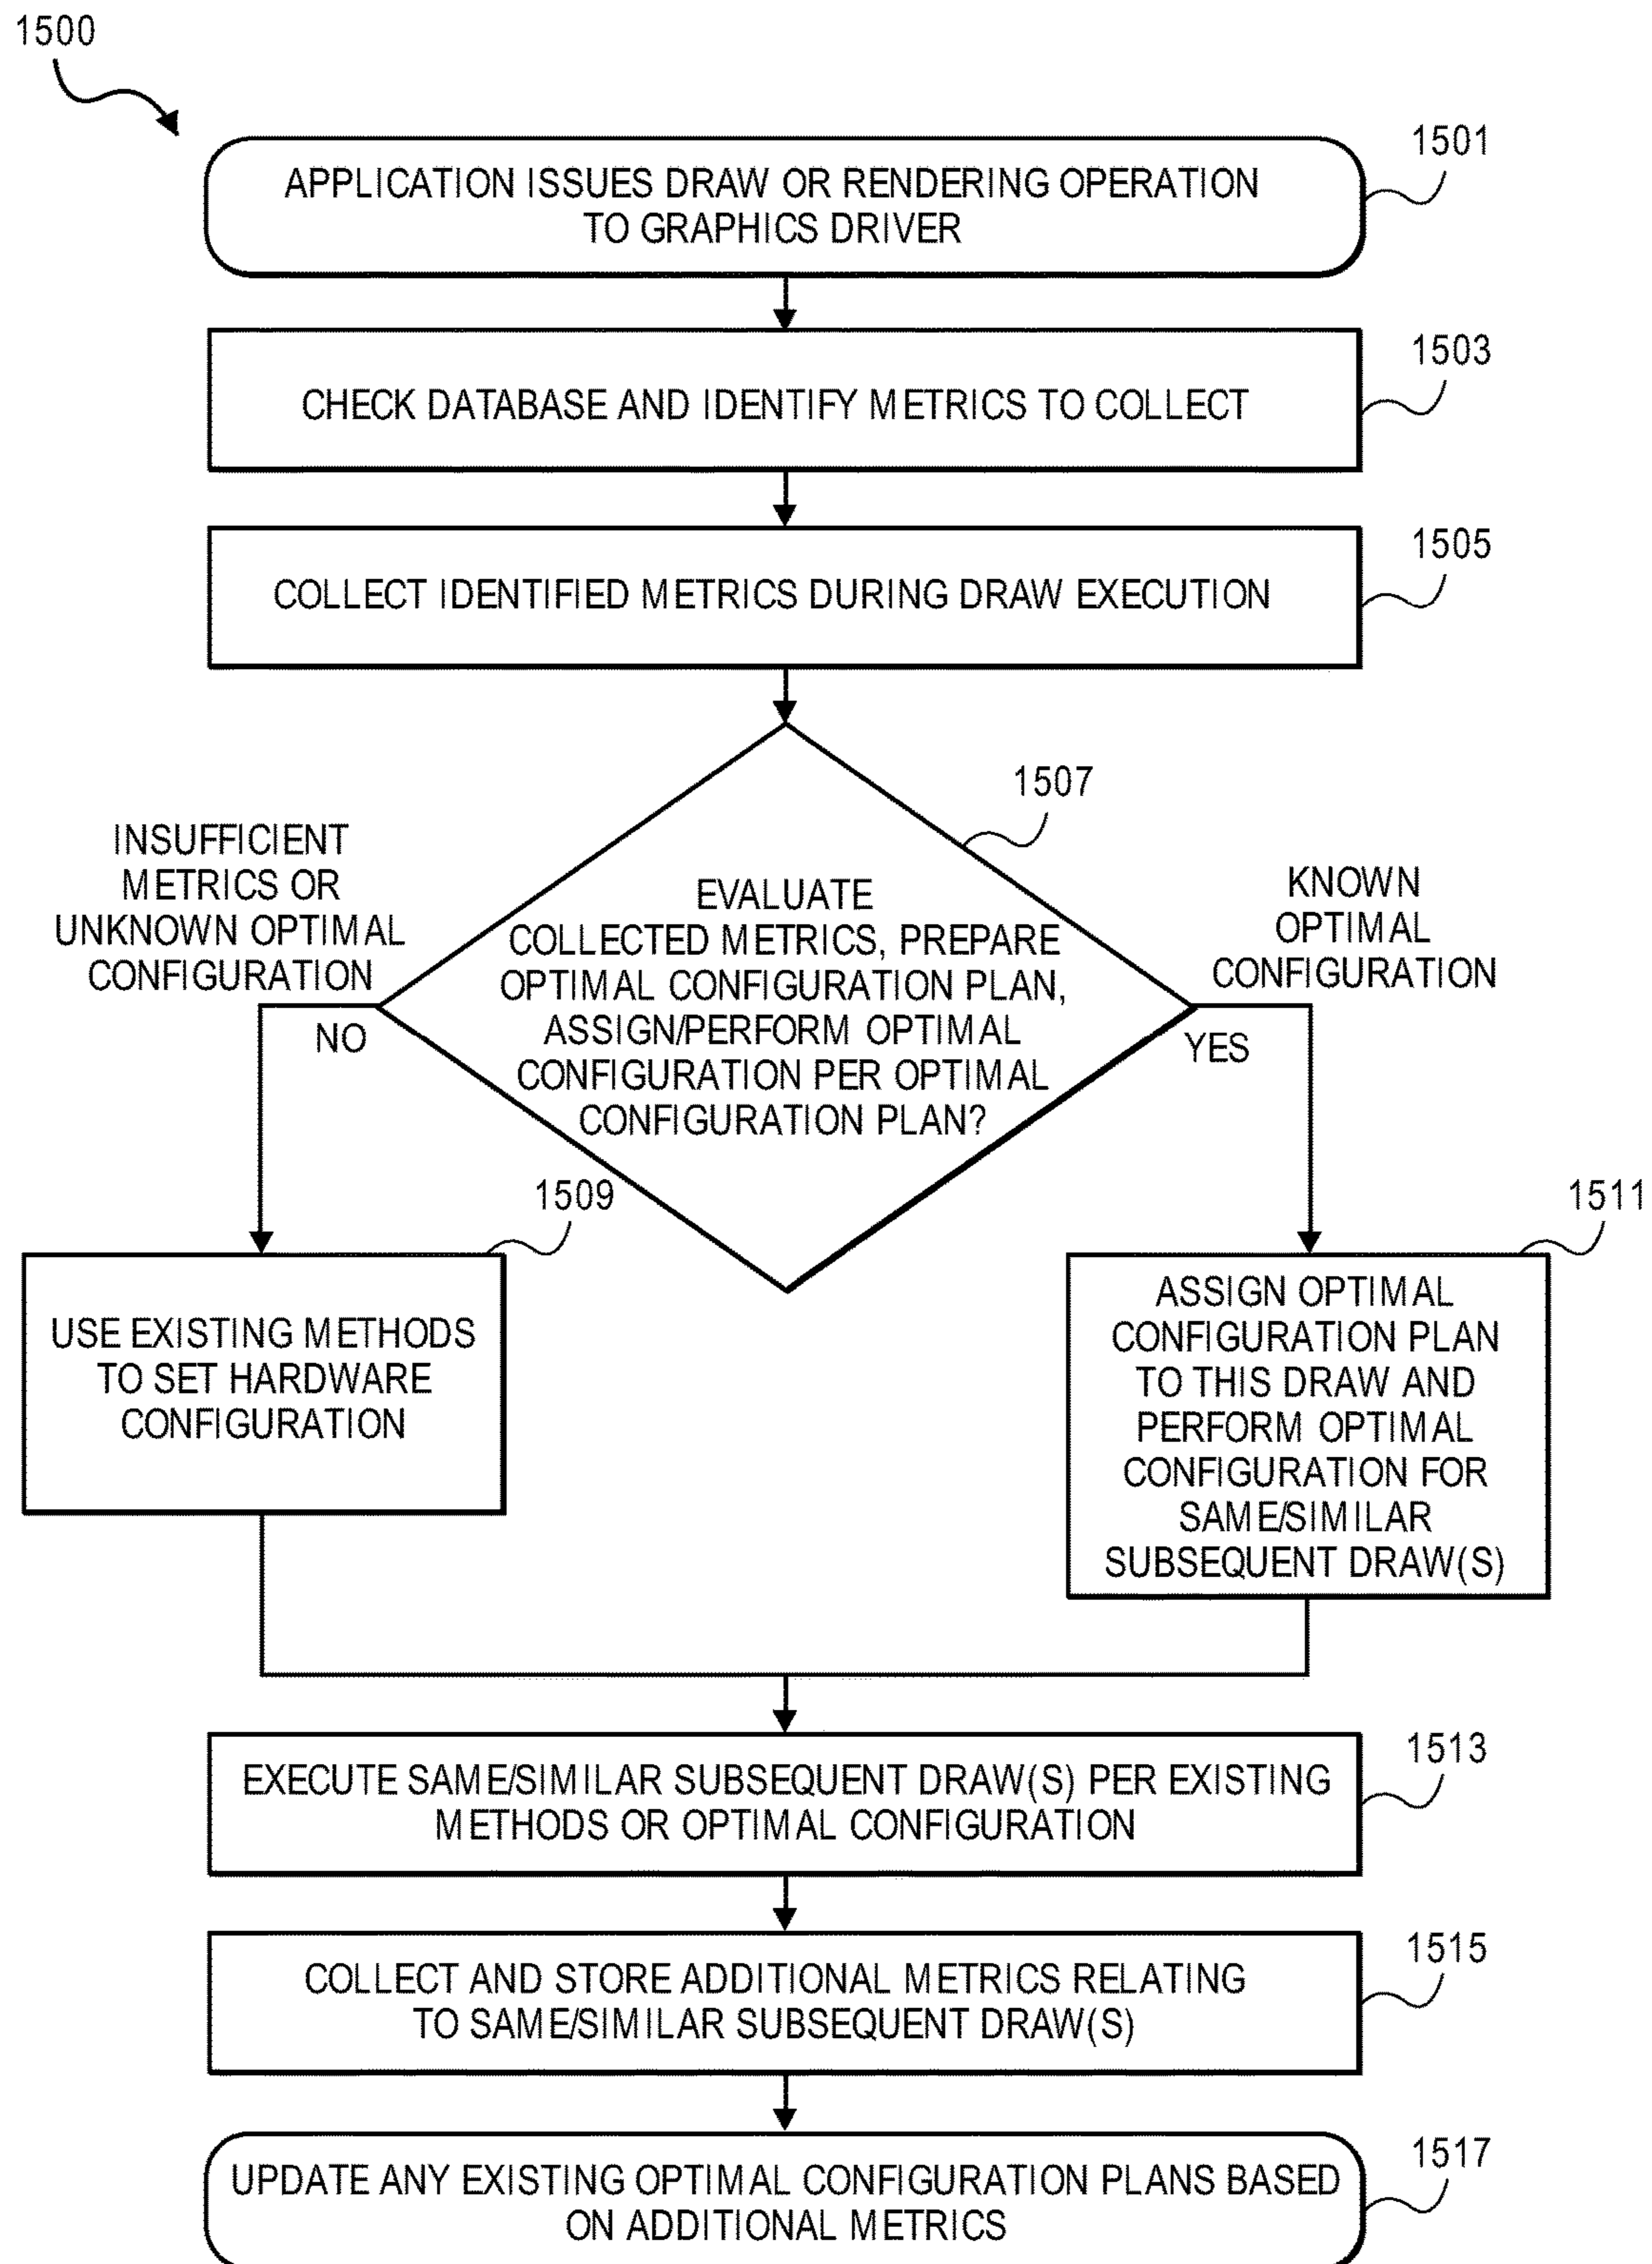 1500
1501
APPLICATION ISSUES DRAW OR RENDERING OPERATION
TO GRAPHICS DRIVER
1503
CHECK DATABASE AND IDENTIFY METRICS TO COLLECT
1505
COLLECT IDENTIFIED METRICS DURING DRAW EXECUTION
1507
INSUFFICIENT
METRICS OR
UNKNOWN OPTIMAL
CONFIGURATION
NO
EVALUATE
COLLECTED METRICS, PREPARE
OPTIMAL CONFIGURATION PLAN,
ASSIGN/PERFORM OPTIMAL
CONFIGURATION PER OPTIMAL
CONFIGURATION PLAN?
KNOWN
OPTIMAL
CONFIGURATION
YES
1509
USE EXISTING METHODS
TO SET HARDWARE
CONFIGURATION
1511
ASSIGN OPTIMAL
CONFIGURATION PLAN
TO THIS DRAW AND
PERFORM OPTIMAL
CONFIGURATION FOR
SAME/SIMILAR
SUBSEQUENT DRAW(S)
1513
EXECUTE SAME/SIMILAR SUBSEQUENT DRAW(S) PER EXISTING
METHODS OR OPTIMAL CONFIGURATION
1515
COLLECT AND STORE ADDITIONAL METRICS RELATING
TO SAME/SIMILAR SUBSEQUENT DRAW(S)
1517
UPDATE ANY EXISTING OPTIMAL CONFIGURATION PLANS BASED
ON ADDITIONAL METRICS